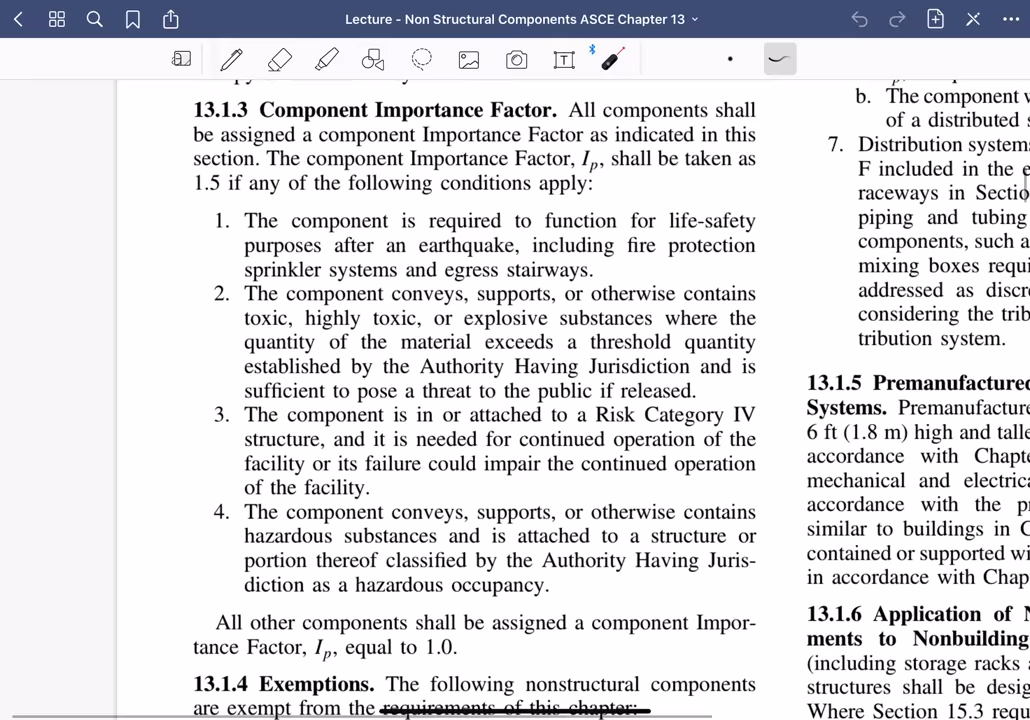 Lecture - Non Structural Components ASCE Chapter 13
13.1.3 Component Importance Factor. All components shall
be assigned a component Importance Factor as indicated in this
section. The component Importance Factor, Ip, shall be taken as
1.5 if any of the following conditions apply:
1. The component is required to function for life-safety
purposes after an earthquake, including fire protection
sprinkler systems and egress stairways.
2. The component conveys, supports, or otherwise contains
toxic, highly toxic, or explosive substances where the
quantity of the material exceeds a threshold quantity
established by the Authority Having Jurisdiction and is
sufficient to pose a threat to the public if released.
3. The component is in or attached to a Risk Category IV
structure, and it is needed for continued operation of the
facility or its failure could impair the continued operation
of the facility.
4. The component conveys, supports, or otherwise contains
hazardous substances and is attached to a structure or
portion thereof classified by the Authority Having Juris-
diction as a hazardous occupancy.
All other components shall be assigned a component Impor-
tance Factor, Ip, equal to 1.0.
13.1.4 Exemptions. The following nonstructural components
are exempt from the requirements of this chapter:
b. The component
of a distributed
7. Distribution systems
F included in the
raceways in
piping and tubing
components, such
mixing boxes
addressed as
considering the
tribution system.
13.1.5 Premanufactured
Systems.
6 ft (1.8 m) high and
accordance with
mechanical and
accordance with the
similar to buildings in
contained or supported
in accordance with
13.1.6 Application of
ments to Nonbuilding
(including storage racks
structures shall be
Where Section 15.3